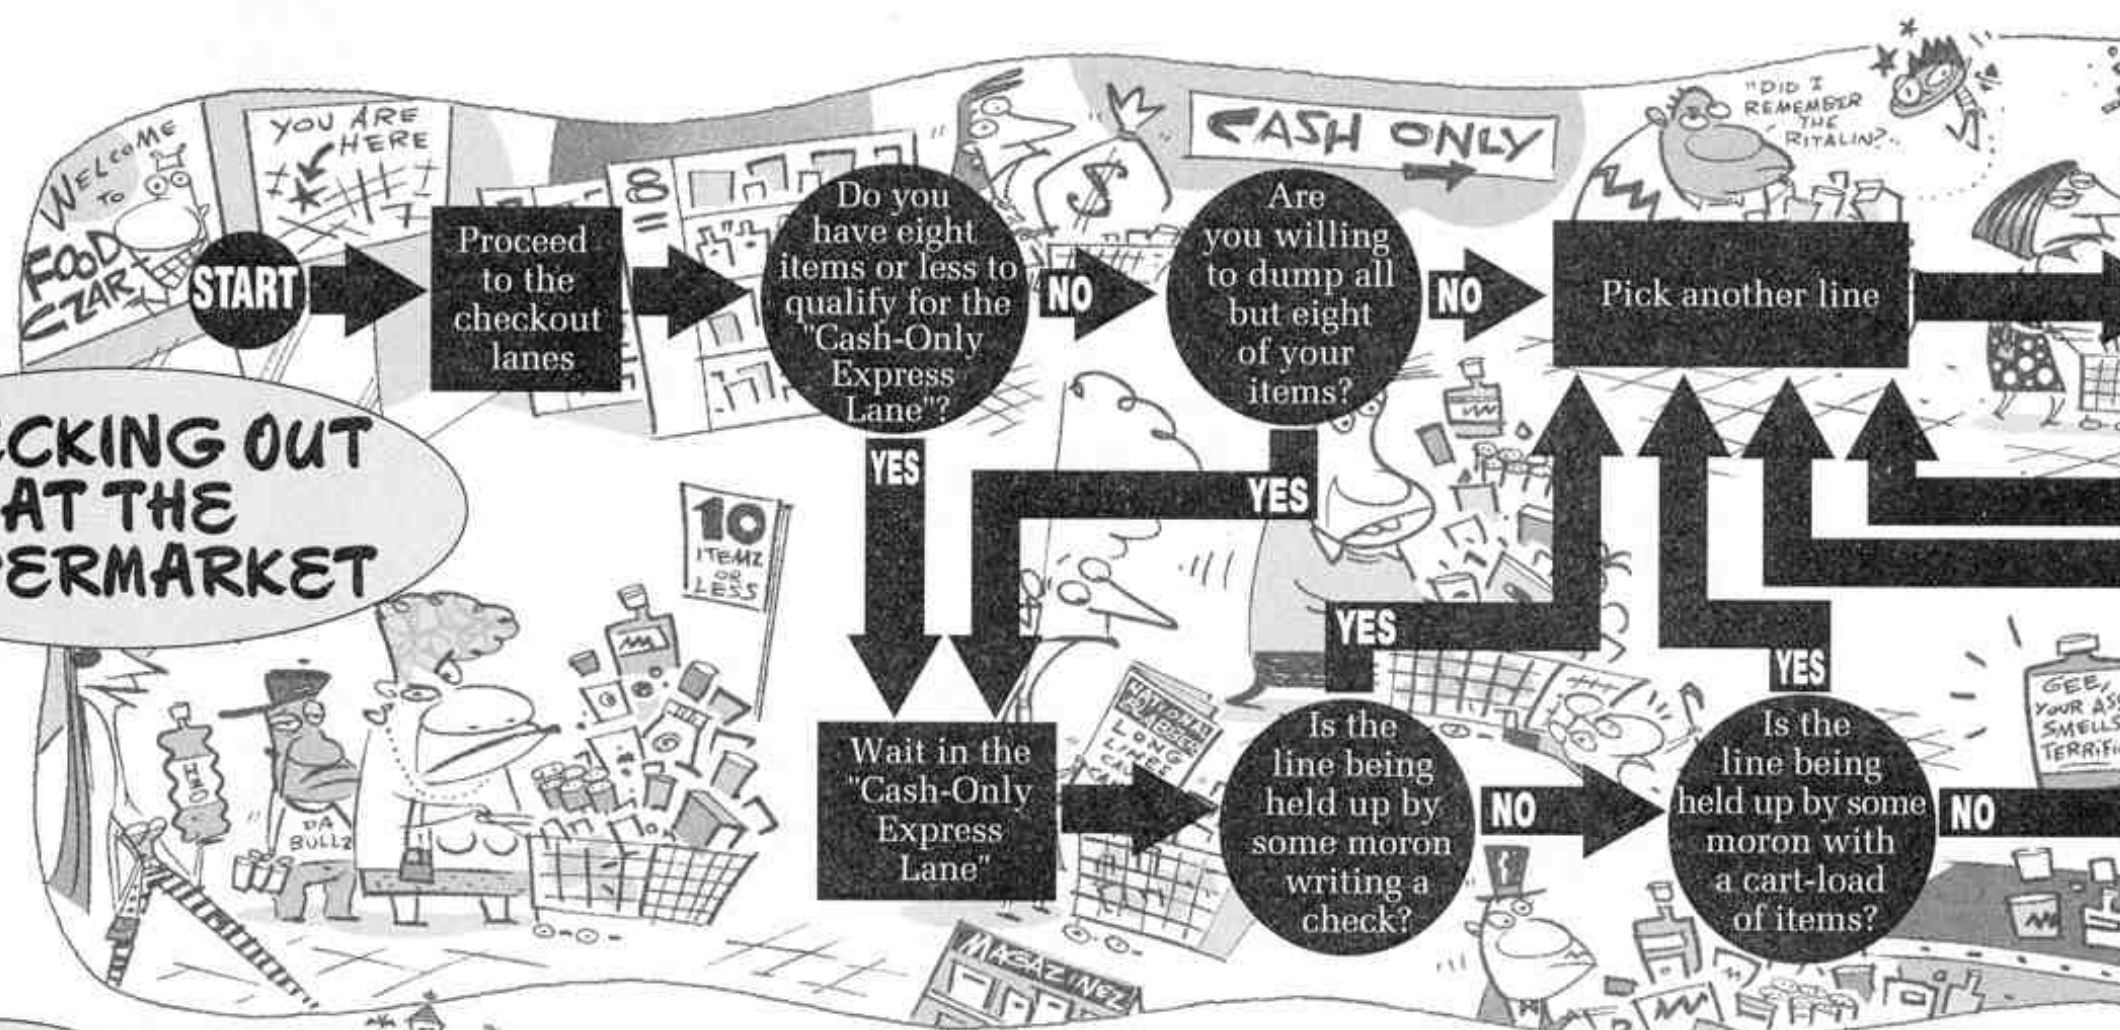 WELCOME
TO
FOOD
CZAR
YOU ARE
HERE
START
Proceed
to the
checkout
lanes
Do you
have eight
items or less to
qualify for the
"Cash-Only
Express
Lane"?
NO
YES
CASH ONLY
Are
you willing
to dump all
but eight
of your
items?
NO
YES
"DID I
REMEMBER
THE
RITALIN?"
Pick another line
CKING OUT
AT THE
PERMARKET
10
ITEMZ
OR
LESS
DA
BULLZ
Wait in the
"Cash-Only
Express
Lane"
NATIONAL
LONG
LINES
YES
Is the
line being
held up by
some moron
writing a
check?
NO
YES
Is the
line being
held up by some
moron with
a cart-load
of items?
NO
GEE,
YOUR ASS
SMELLS
TERRIFI
MAGAZINEZ